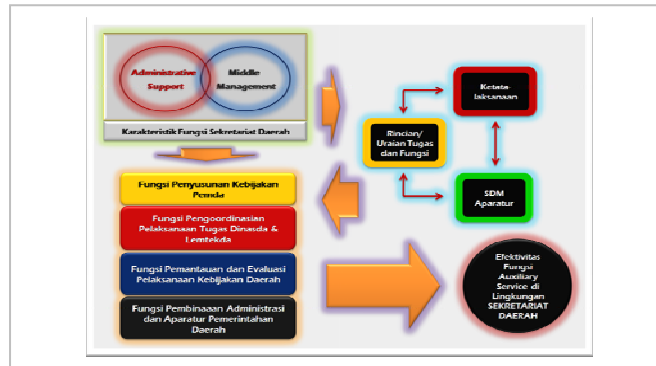 Administrative
Support
Middle
Management
Karakteristik Fungsi Sekretariat Daerah
Ketata-
laksanaan
Rincian/
Uraian Tugas
dan Fungsi
SDM
Aparatur
Fungsi Penyusunan Kebijakan
Pemda
Fungsi Pengoordinasian
Pelaksanaan Tugas Dinasda &
Lemtekda
Fungsi Pemantauan dan Evaluasi
Pelaksanaan Kebijakan Daerah
Fungsi Pembinaaan Administrasi
dan Aparatur Pemerintahan
Daerah
Efektivitas
Fungsi
Auxiliary
Service di
Lingkungan
SEKRETARIAT
DAERAH